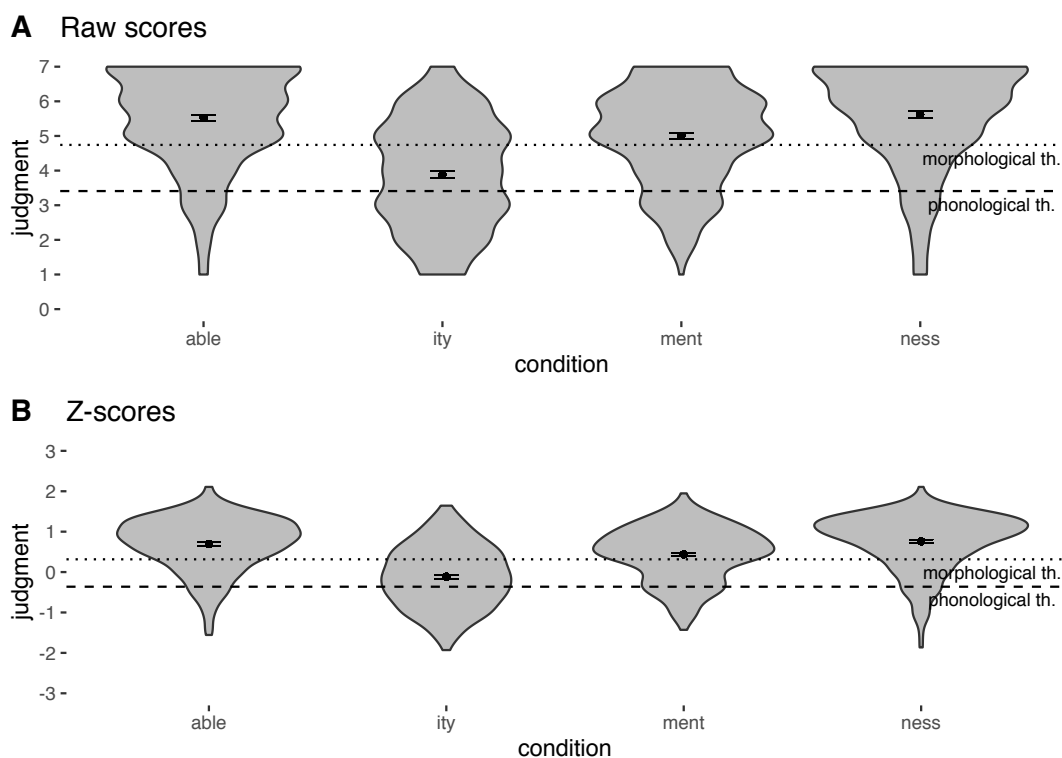 A Raw scores
7
6
5
4
3
2
1
0
judgment
morphological th.
phonological th.
able ity ment ness
condition
B Z-scores
3
2
1
0
-1
-2
-3
judgment
morphological th.
phonological th.
able ity ment ness
condition